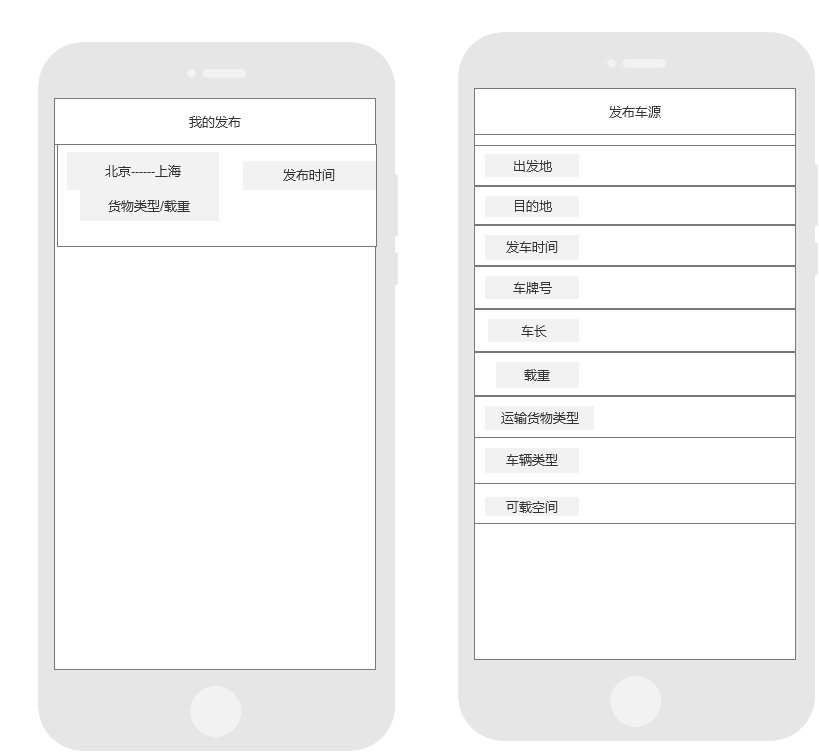 我的发布
北京------上海
发布时间
货物类型/载重
发布车源
出发地
目的地
发车时间
车牌号
车长
载重
运输货物类型
车辆类型
可载空间